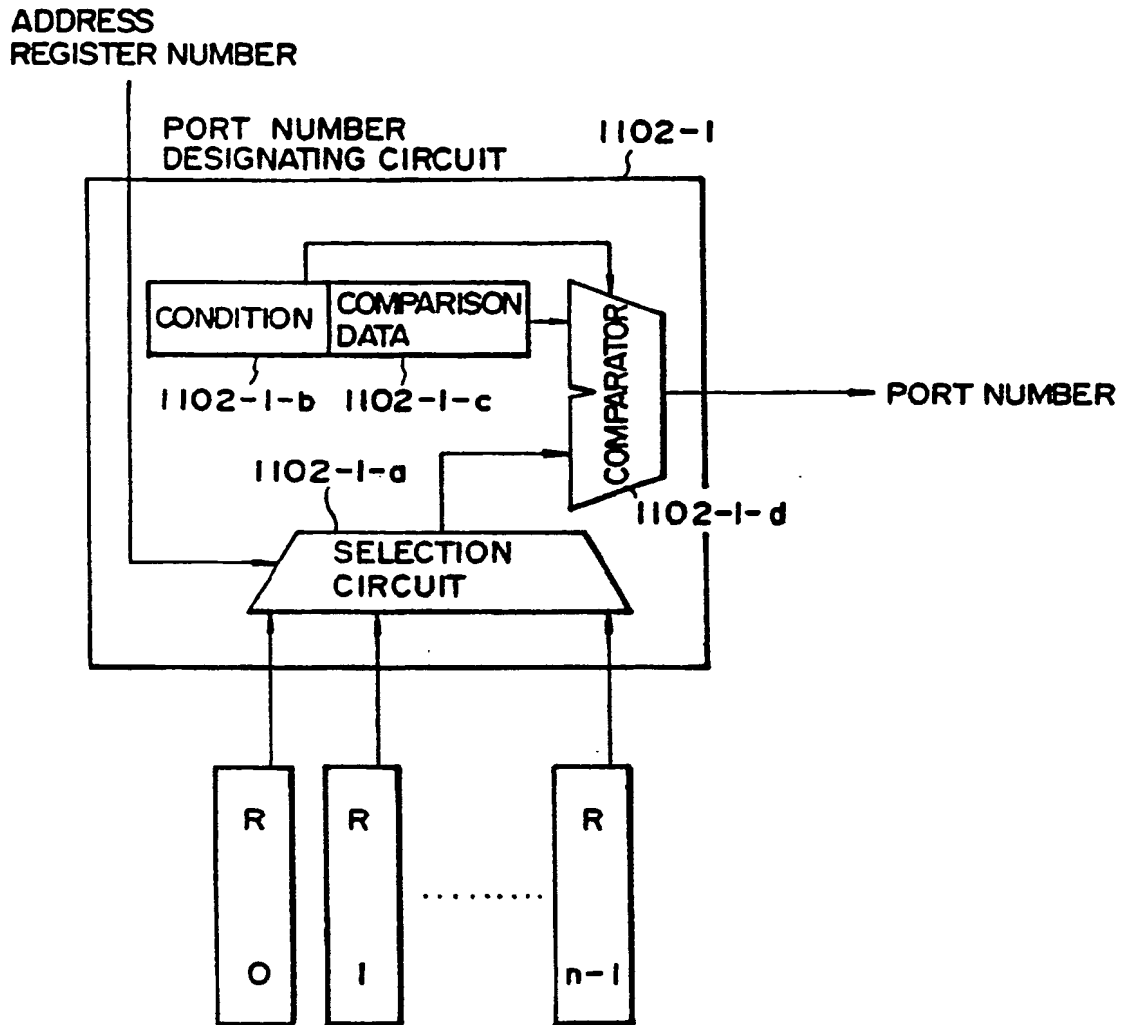 ADDRESS
REGISTER NUMBER
PORT NUMBER
DESIGNATING CIRCUIT
1102-1
CONDITION
COMPARISON
DATA
1102-1-b
1102-1-c
COMPARATOR
PORT NUMBER
1102-1-a
1102-1-d
SELECTION
CIRCUIT
R
0
R
1
........
R
n-1